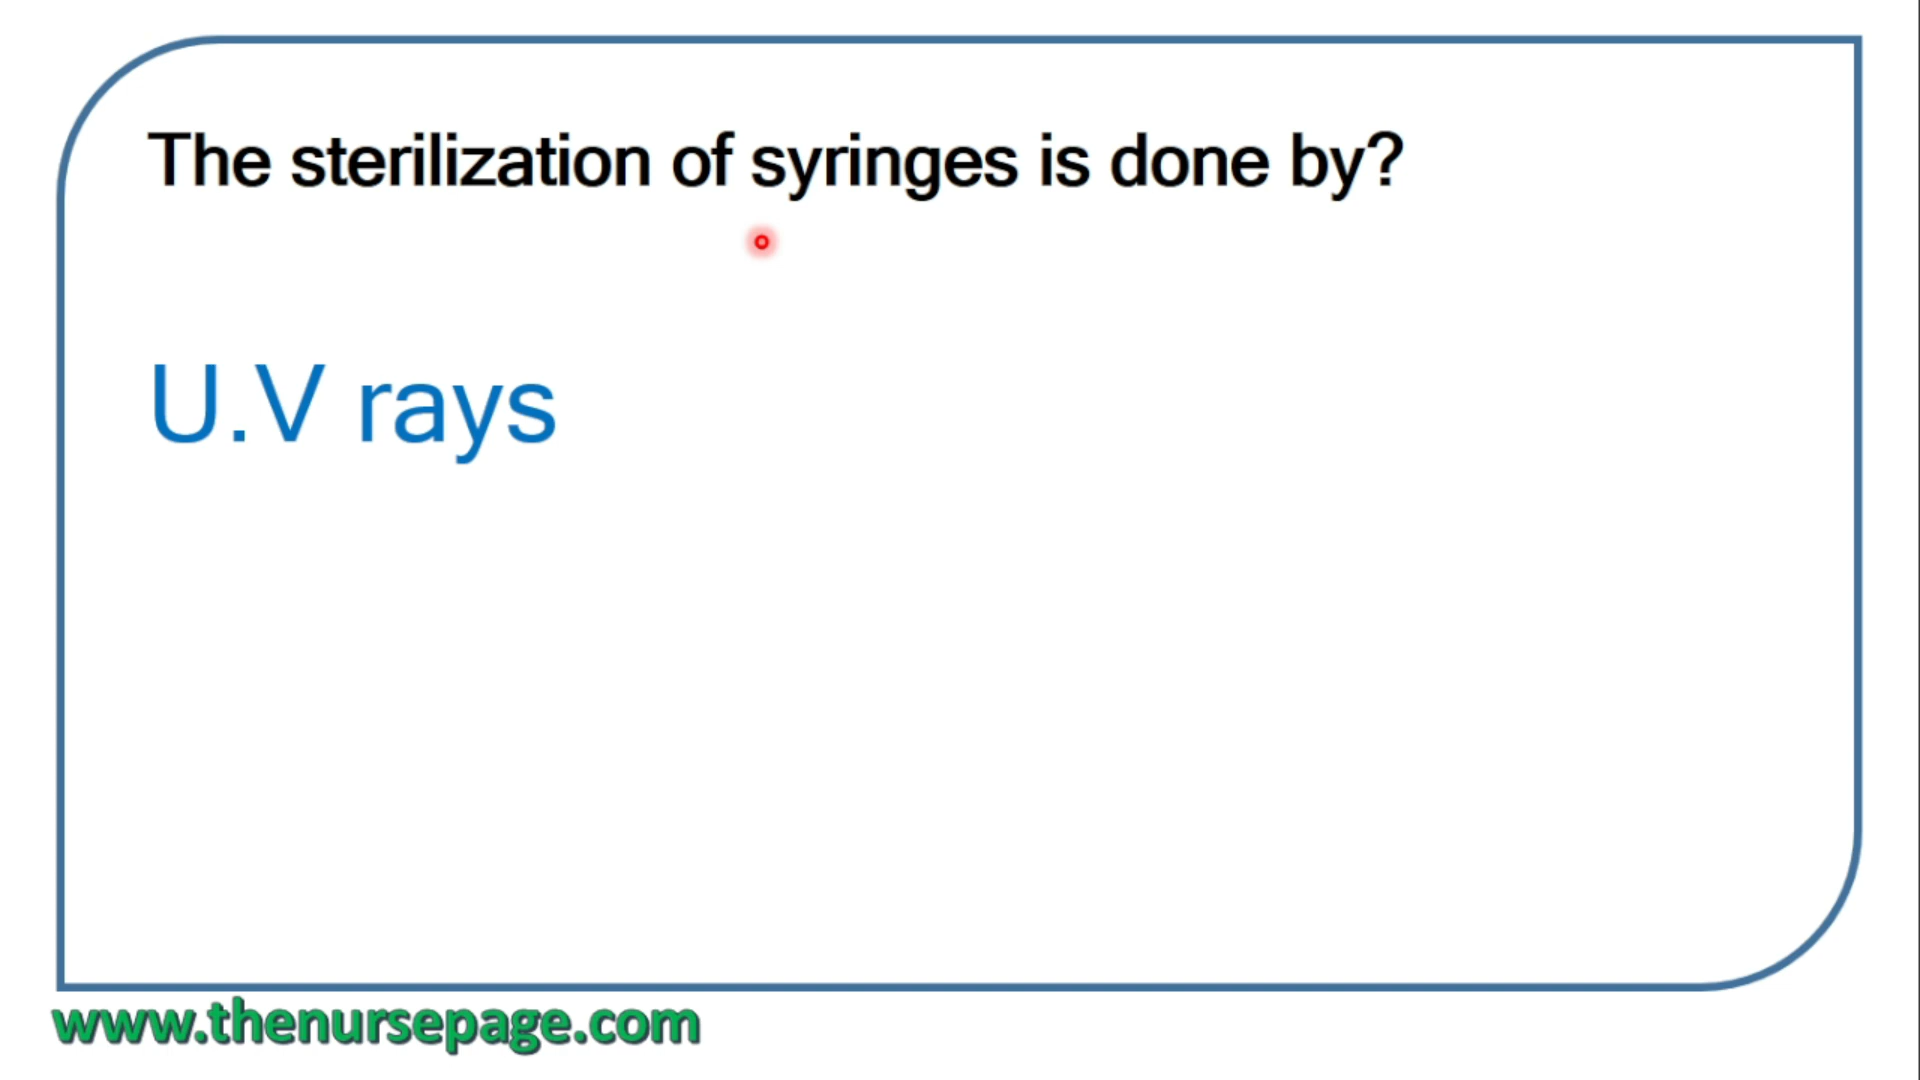 The sterilization of syringes is done by?
U.V rays
www.thenursepage.com